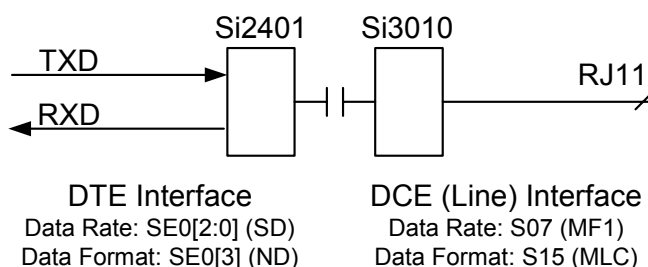 Si2401 Si3010
TXD
RJ11
RXD
DTE Interface
Data Rate: SE0[2:0] (SD)
Data Format: SE0[3] (ND)
DCE (Line) Interface
Data Rate: S07 (MF1)
Data Format: S15 (MLC)